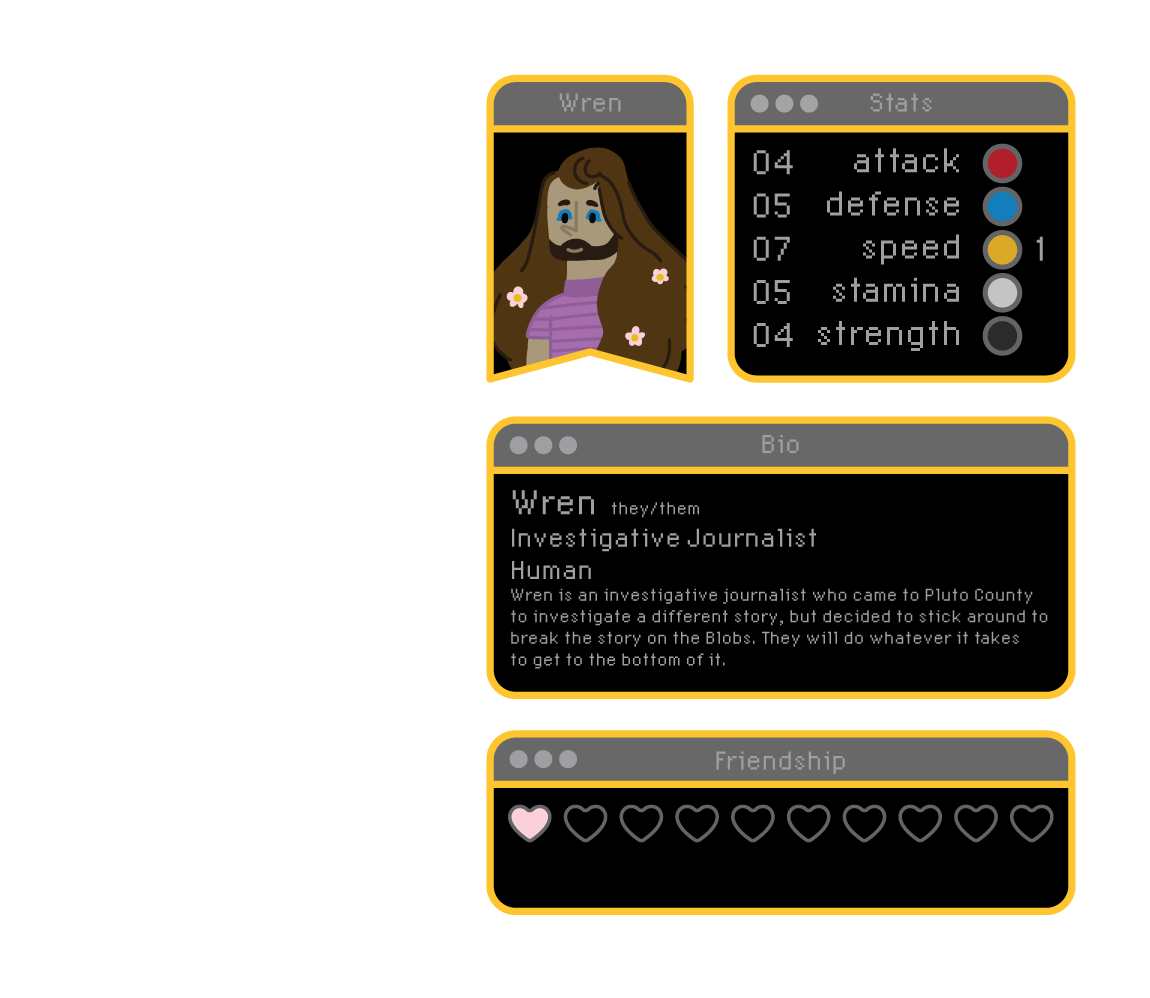 Wren
Stats
04 attack
05 defense
07 speed 1
05 stamina
04 strength
Bio
Wren they/them
Investigative Journalist
Human
Wren is an investigative journalist who came to Pluto County
to investigate a different story, but decided to stick around to
break the story on the Blobs. They will do whatever it takes
to get to the bottom of it.
Friendship